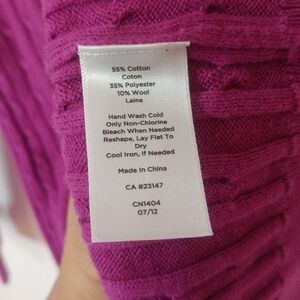 55% Cotton
Coton
35% Polyester
10% Wool
Laine
Hand Wash Cold
Only Non-Chlorine
Bleach When Needed
Reshape, Lay Flat To
Dry
Cool Iron, If Needed
Made In China
CA #23147
CN1404
07/12